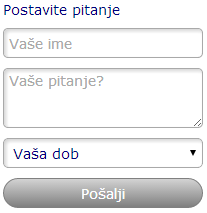 Postavite pitanje
Vaše ime
Vaše pitanje?
Vaša dob
Pošalji